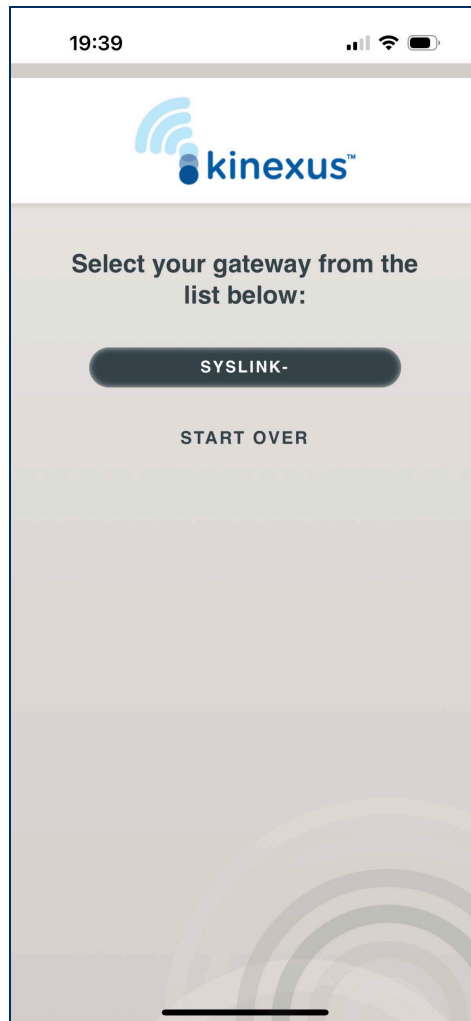 19:39
kinexus™
Select your gateway from the
list below:
SYSLINK-
START OVER